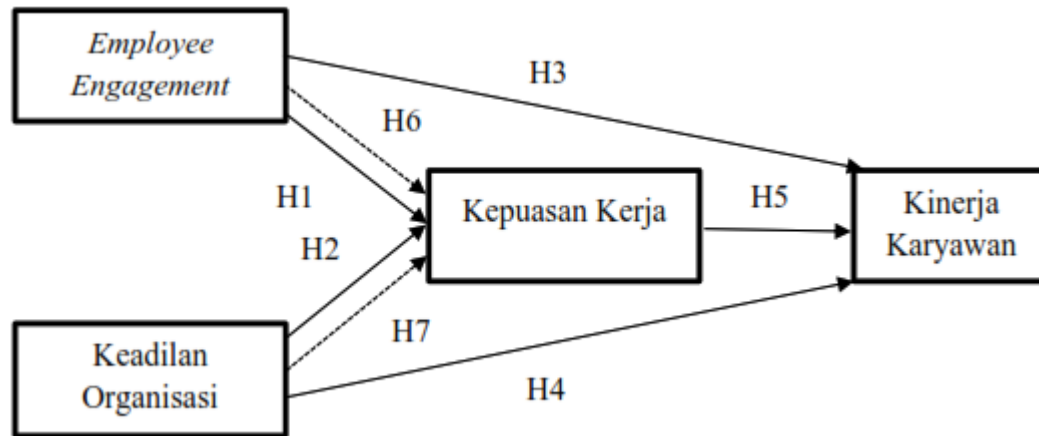 Employee
Engagement
H3
H6
H1
Kepuasan Kerja
H5
Kinerja
Karyawan
H2
H7
Keadilan
Organisasi
H4